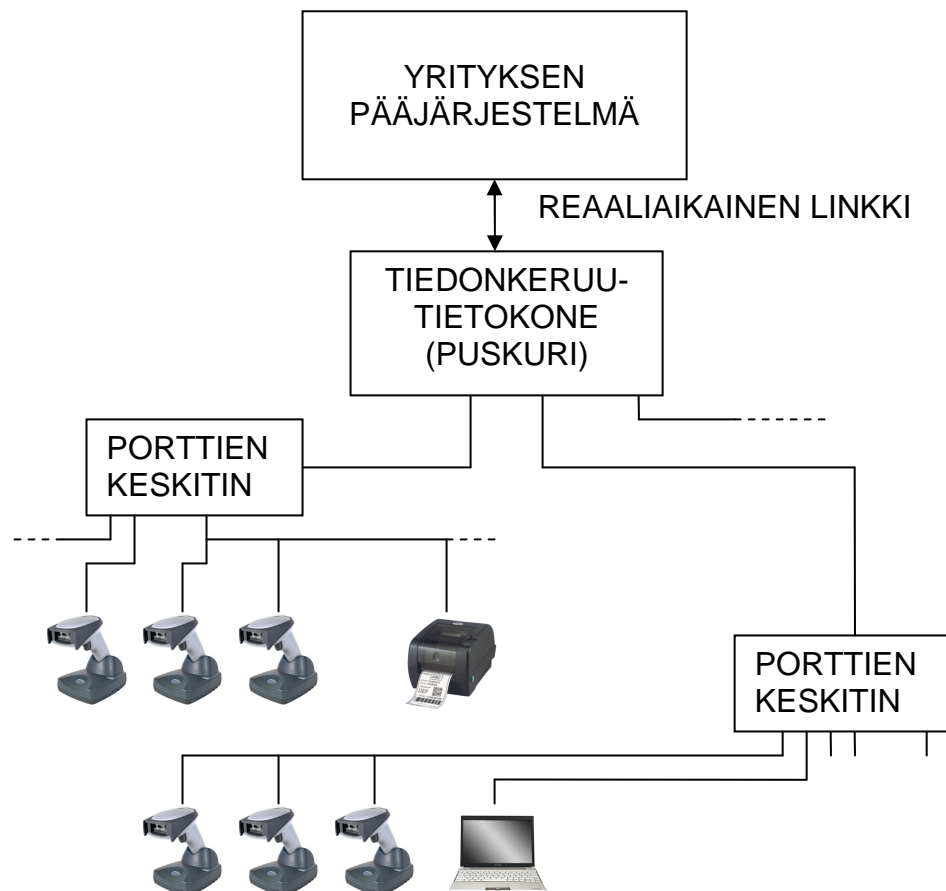 YRITYKSEN
PÄÄJÄRJESTELMÄ
REAALIAIKAINEN LINKKI
TIEDONKERUU-
TIETOKONE
(PUSKURI)
PORTTIEN
KESKITIN
PORTTIEN
KESKITIN